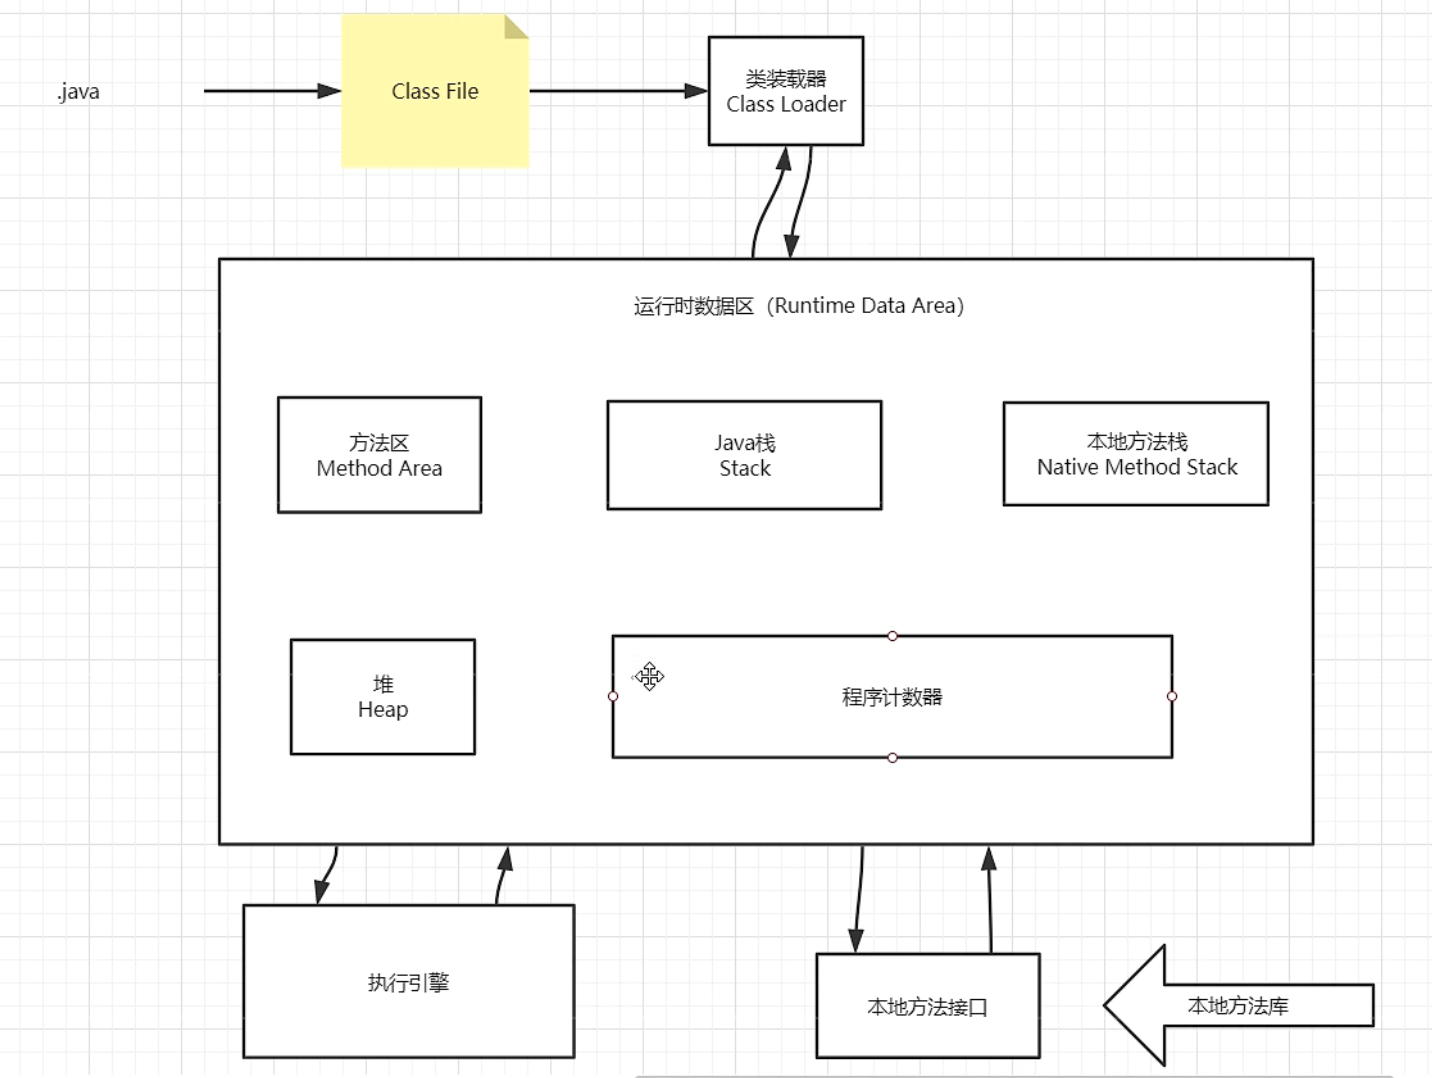 .java
Class File
类装载器
Class Loader
运行时数据区（Runtime Data Area）
方法区
Method Area
Java栈
Stack
本地方法栈
Native Method Stack
堆
Heap
程序计数器
执行引擎
本地方法接口
本地方法库